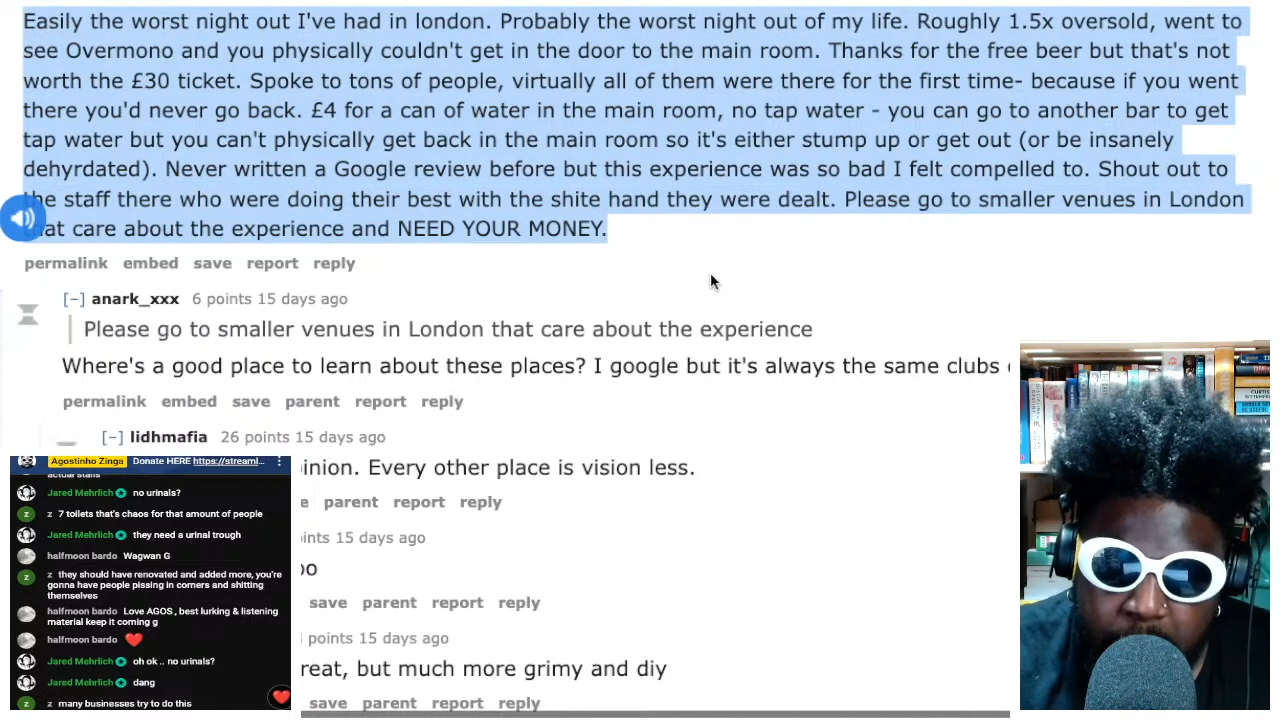 Easily the worst night out I've had in london. Probably the worst night out of my life. Roughly 1.5x oversold, went to
see Overmono and you physically couldn't get in the door to the main room. Thanks for the free beer but that's not
worth the £30 ticket. Spoke to tons of people, virtually all of them were there for the first time- because if you went
there you'd never go back. £4 for a can of water in the main room, no tap water - you can go to another bar to get
tap water but you can't physically get back in the main room so it's either stump up or get out (or be insanely
dehyrdated). Never written a Google review before but this experience was so bad I felt compelled to. Shout out to
the staff there who were doing their best with the shite hand they were dealt. Please go to smaller venues in London
that care about the experience and NEED YOUR MONEY.
permalink embed save report reply
[–] anark_xxx 6 points 15 days ago
Please go to smaller venues in London that care about the experience
Where's a good place to learn about these places? I google but it's always the same clubs
permalink embed save parent report reply
[–] lidhmafia 26 points 15 days ago
inion. Every other place is vision less.
parent report reply
ints 15 days ago
oo
save parent report reply
points 15 days ago
reat, but much more grimy and diy
save parent report reply
Agostinho Zinga Donate HERE https://streaml...
actual stalls
Jared Mehrlich no urinals?
z 7 toilets that's chaos for that amount of people
Jared Mehrlich they need a urinal trough
halfmoon bardo Wagwan G
z they should have renovated and added more, you're
gonna have people pissing in corners and shitting
themselves
halfmoon bardo Love AGOS , best lurking & listening
material keep it coming g
halfmoon bardo ❤️
Jared Mehrlich oh ok .. no urinals?
Jared Mehrlich dang
z many businesses try to do this